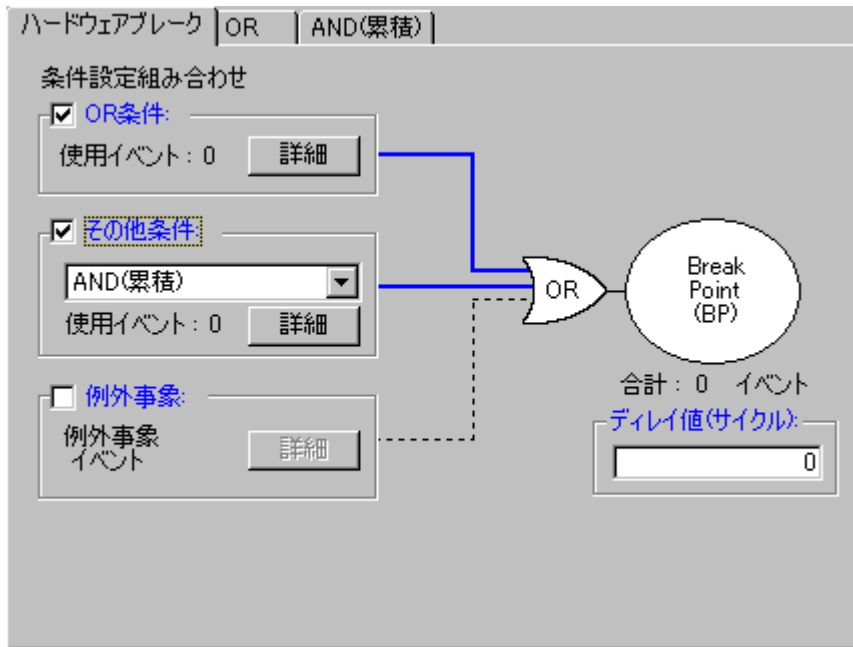 ハードウェアブレーク OR AND(累積)
条件設定組み合わせ
OR条件:
使用イベント : 0 詳細
その他条件:
AND(累積)
使用イベント : 0 詳細
例外事象:
例外事象
イベント
詳細
OR
Break
Point
(BP)
合計 : 0 イベント
ディレイ値(サイクル):
0